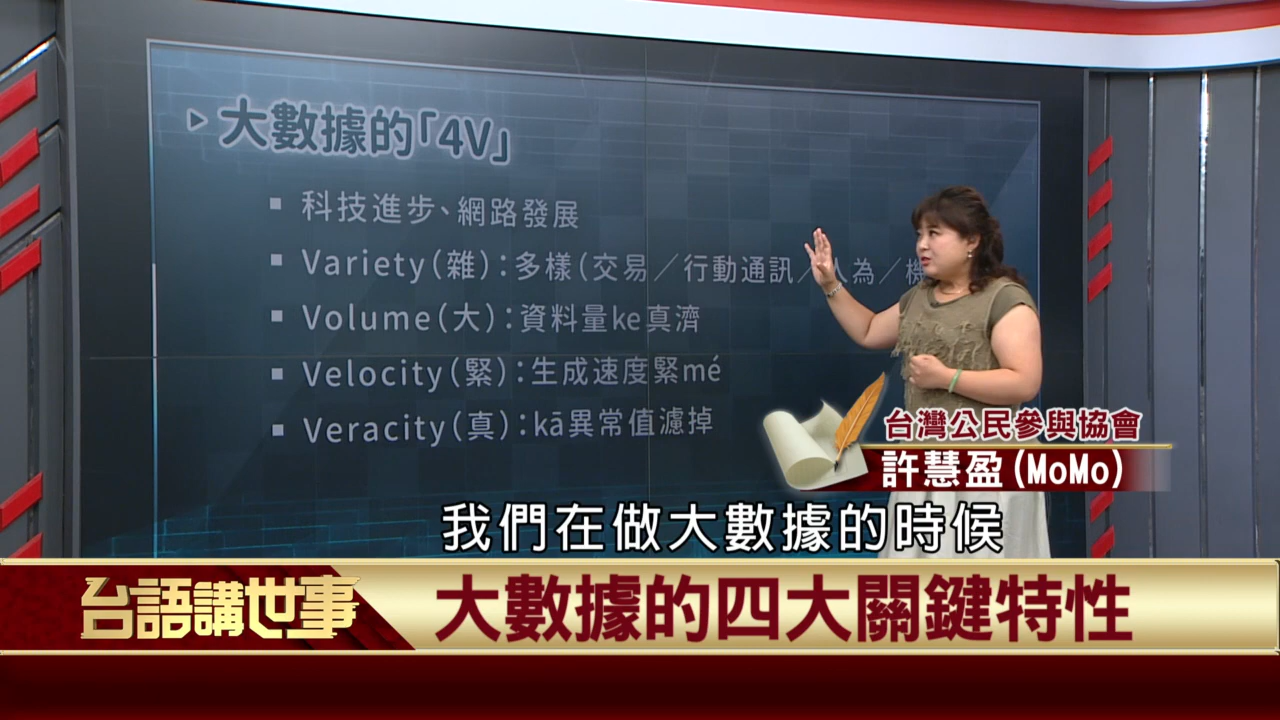 大數據的「4V」
科技進步、網路發展
Variety(雜):多樣(交易/行動通訊/人為/機
Volume(大):資料量ke真濟
Velocity(緊):生成速度緊mé
Veracity(真):kā異常值濾掉
台灣公民參與協會
許慧盈(MoMo)
我們在做大數據的時候
台語講世事
大數據的四大關鍵特性